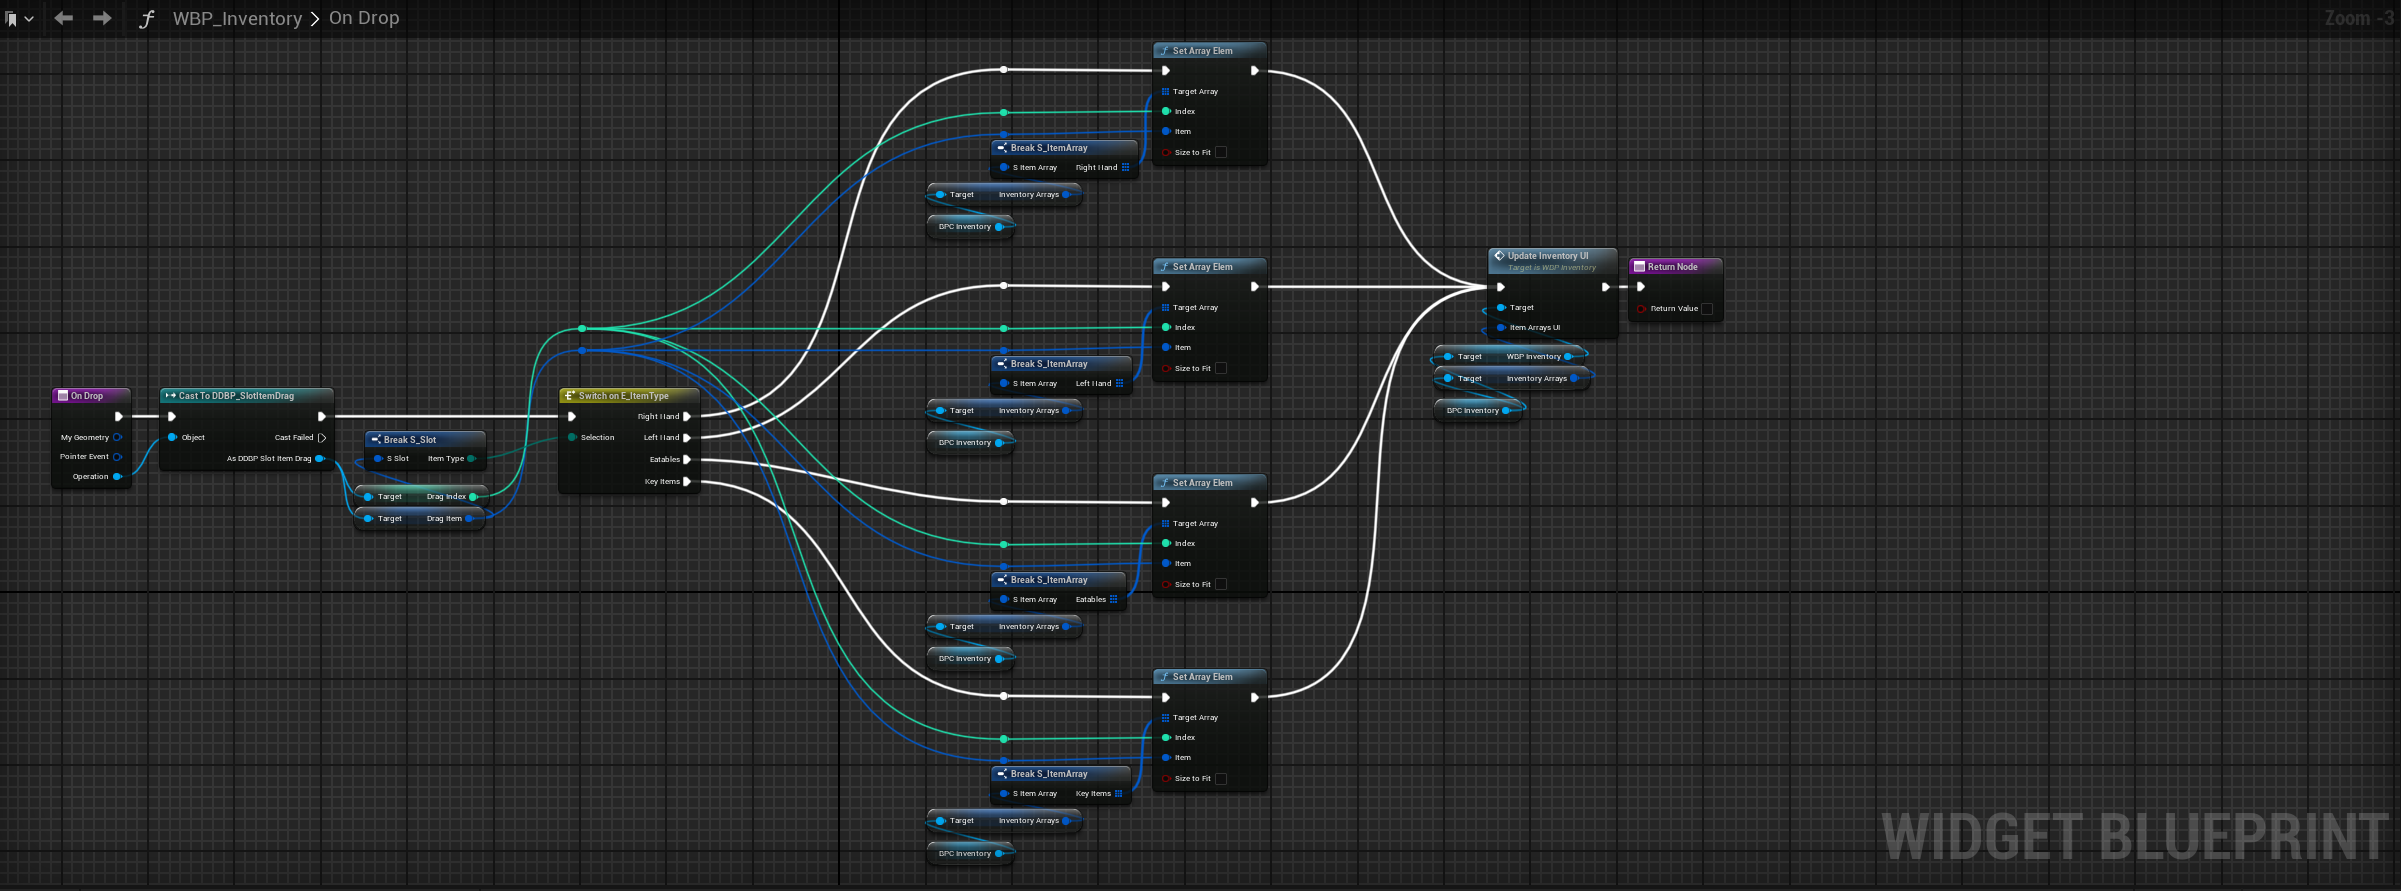 WBP_Inventory > On Drop
Zoom -3
On Drop
My Geometry
Pointer Event
Operation
Cast To DDBP_SlotItemDrag
Object
Cast Failed
As DDBP Slot Item Drag
Break S_Slot
S Slot
Item Type
Target
Drag Index
Target
Drag Item
Switch on E_ItemType
Selection
Right Hand
Left Hand
Eatables
Key Items
Set Array Elem
Target Array
Index
Item
Size to Fit
Break S_ItemArray
S Item Array
Right Hand
Target
Inventory Arrays
BPC Inventory
Set Array Elem
Target Array
Index
Item
Size to Fit
Break S_ItemArray
S Item Array
Left Hand
Target
Inventory Arrays
BPC Inventory
Set Array Elem
Target Array
Index
Item
Size to Fit
Break S_ItemArray
S Item Array
Eatables
Target
Inventory Arrays
BPC Inventory
Set Array Elem
Target Array
Index
Item
Size to Fit
Break S_ItemArray
S Item Array
Key Items
Target
Inventory Arrays
BPC Inventory
Update Inventory UI
Target is WBP Inventory
Target
Item Arrays UI
Target
WBP Inventory
Target
Inventory Arrays
BPC Inventory
Return Node
Return Value
WIDGET BLUEPRINT